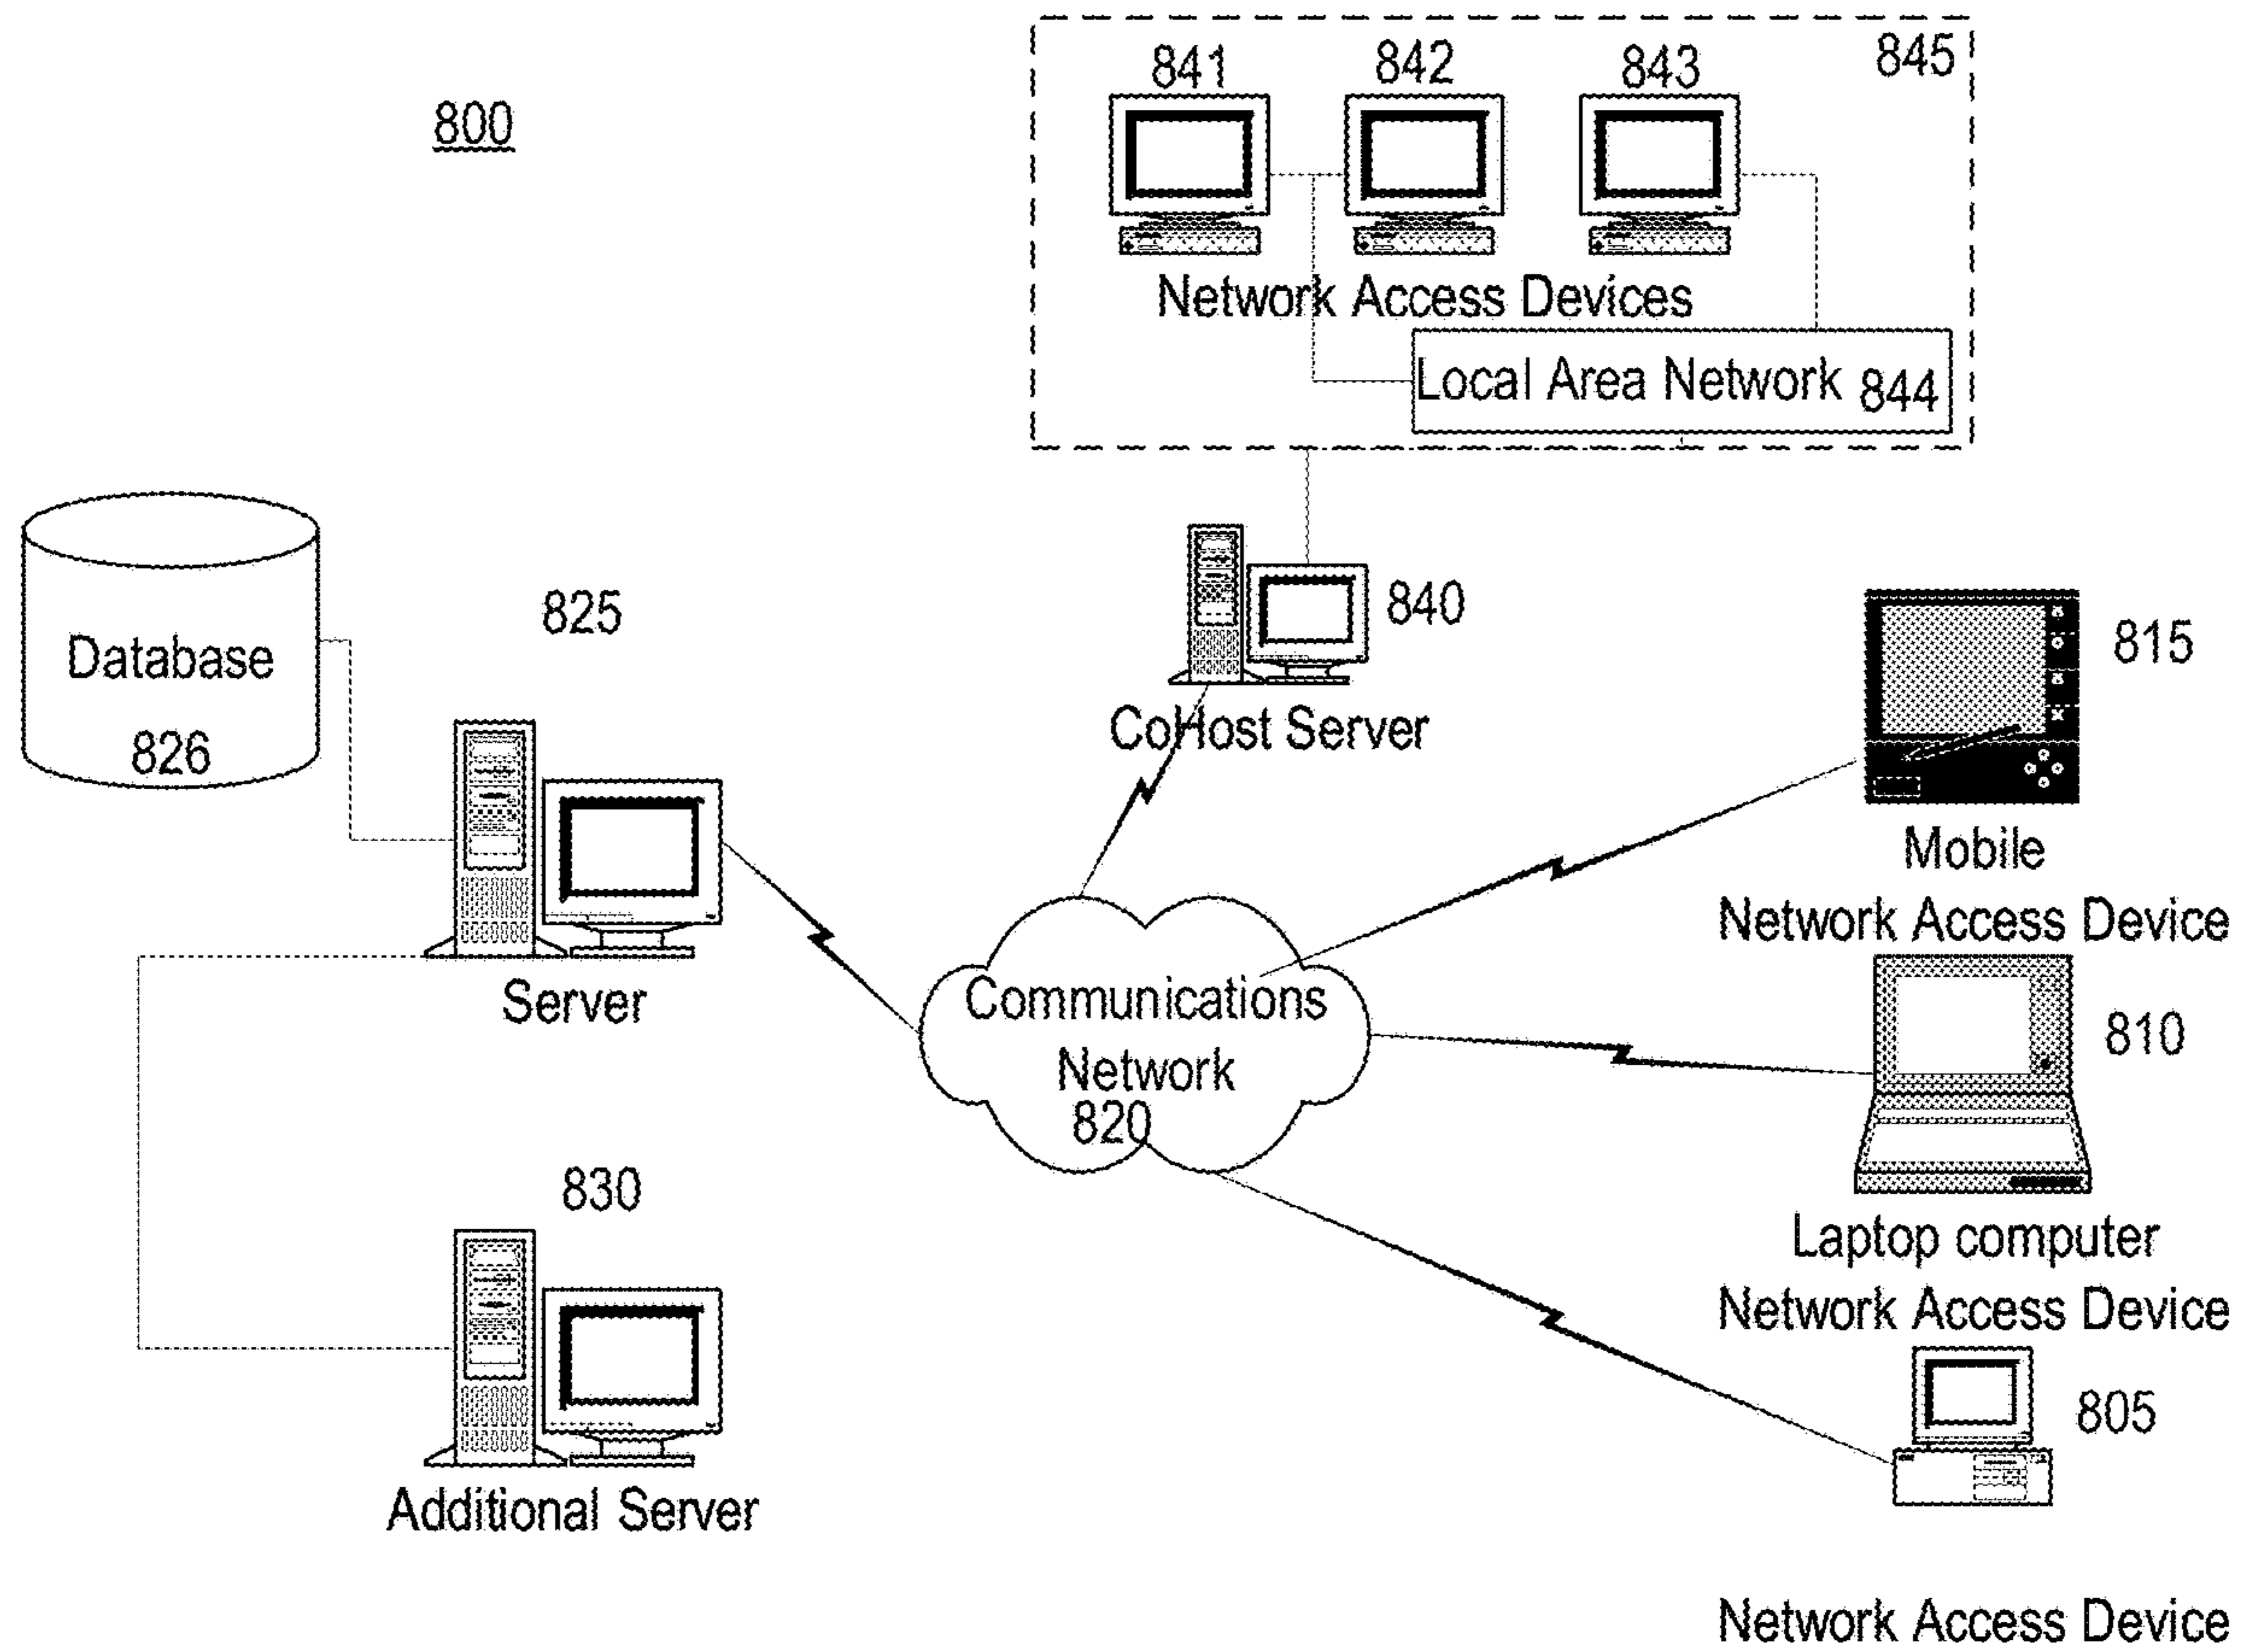 800
841
842
843
845
Network Access Devices
Local Area Network 844
Database
826
825
Server
840
CoHost Server
815
Mobile
Network Access Device
Communications
Network
820
810
Laptop computer
Network Access Device
830
Additional Server
805
Network Access Device